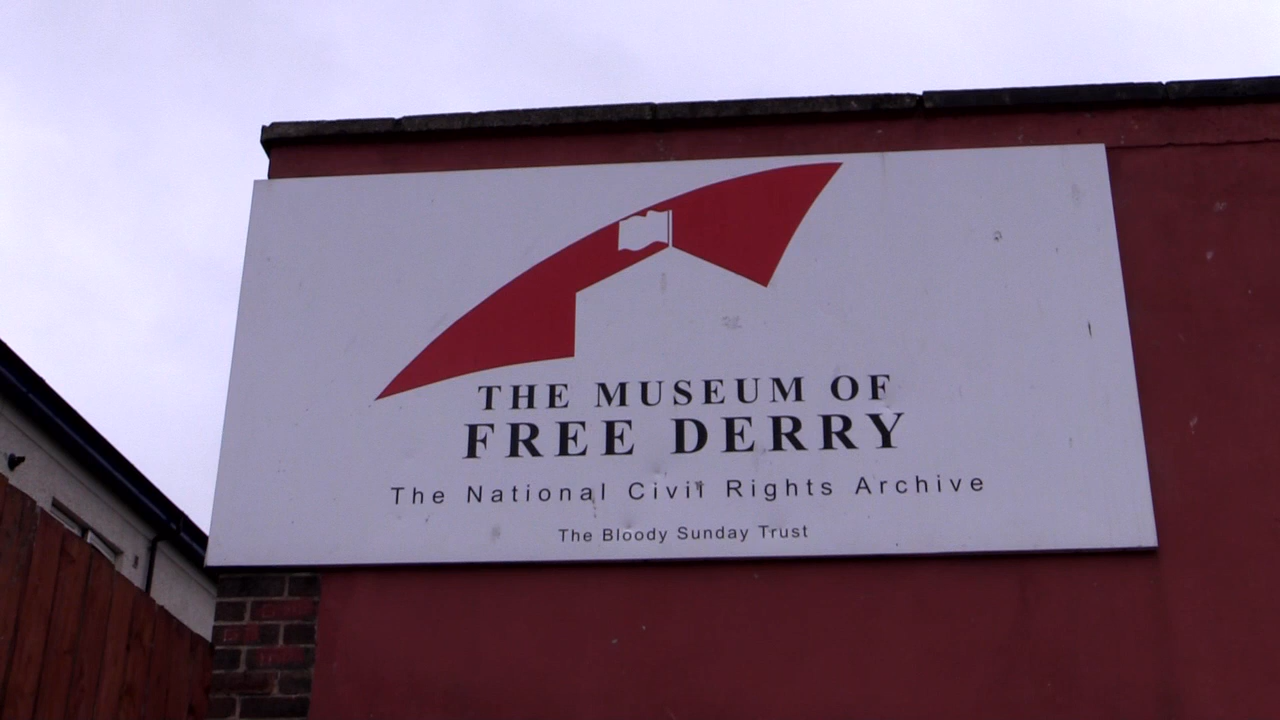 THE MUSEUM OF
FREE DERRY
The National Civil Rights Archive
The Bloody Sunday Trust